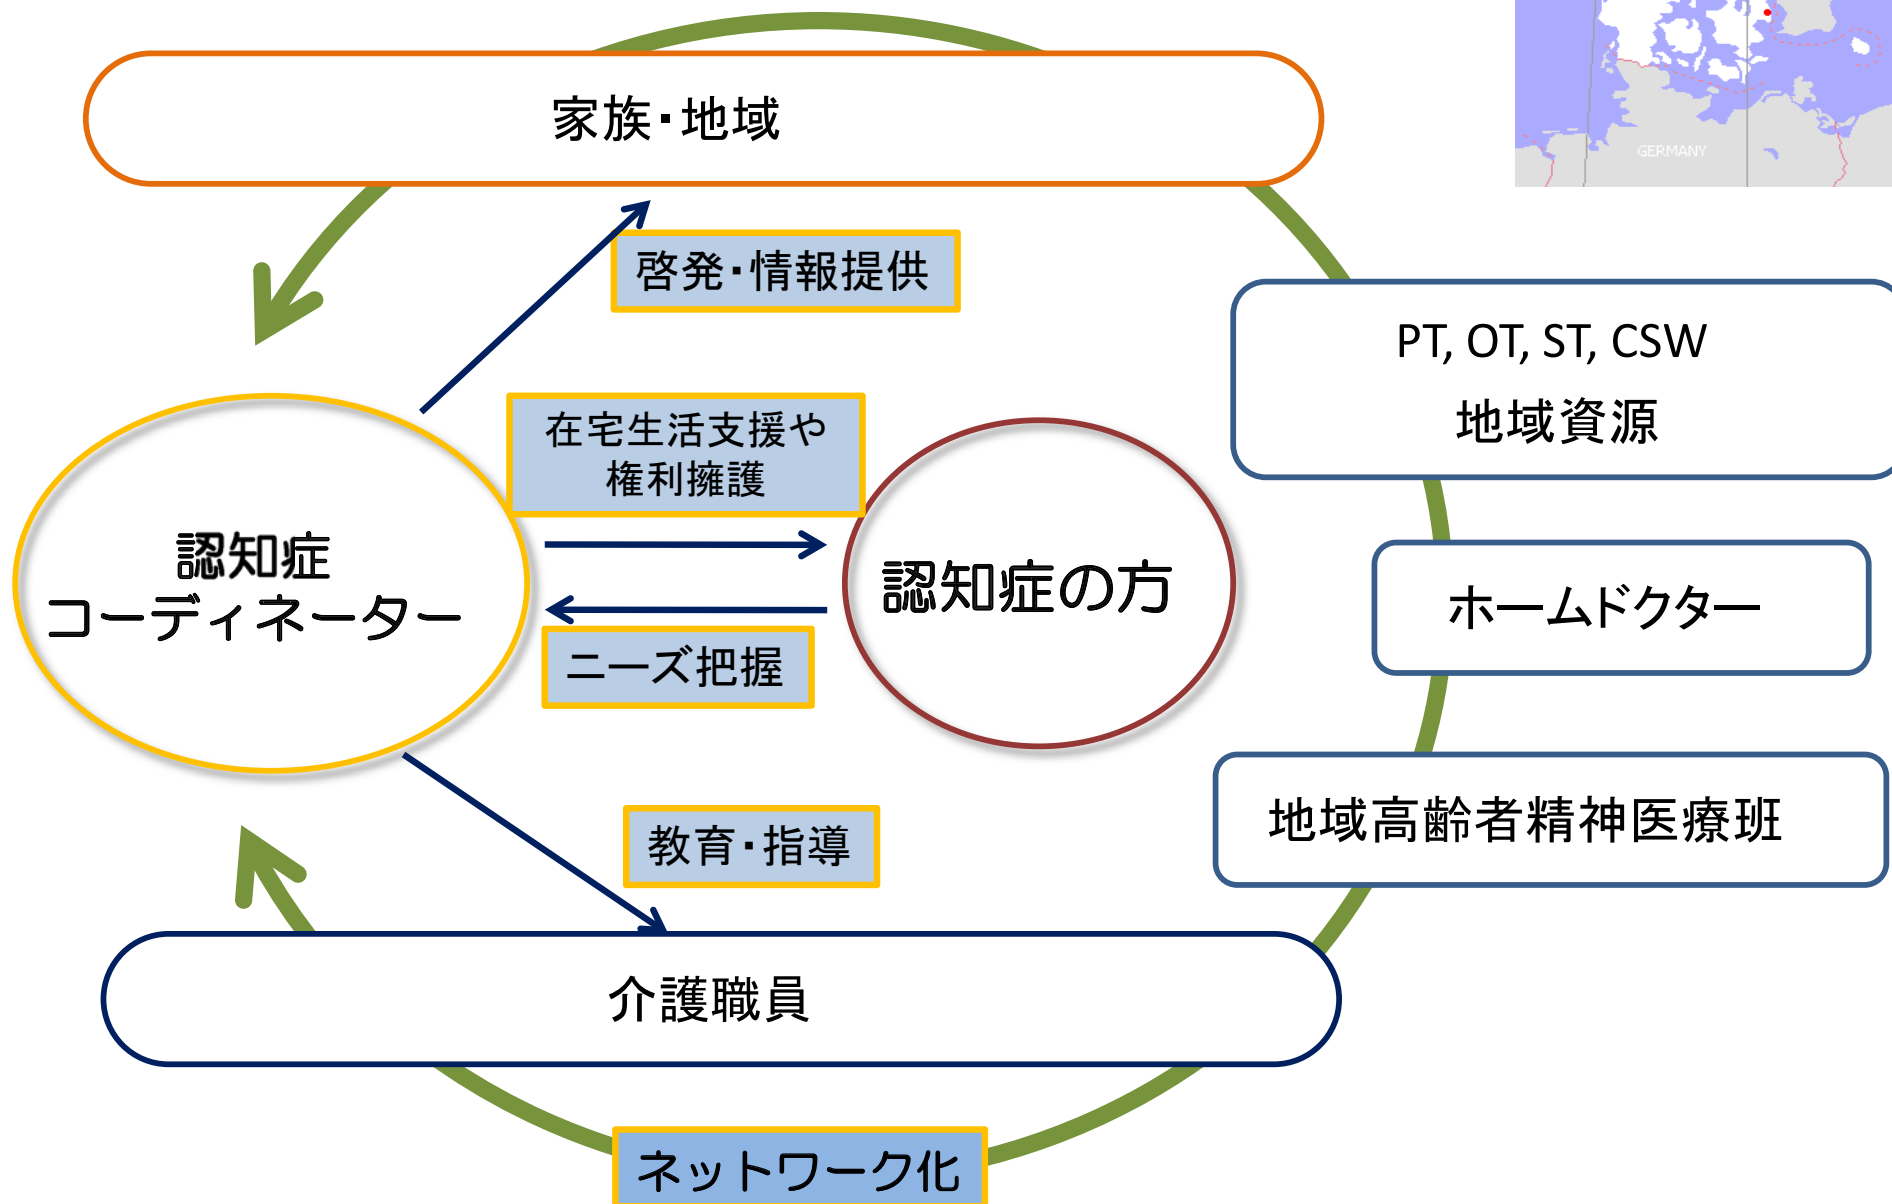 家族・地域
GERMANY
啓発・情報提供
PT, OT, ST, CSW
地域資源
在宅生活支援や
権利擁護
認知症
コーディネーター
認知症の方
ホームドクター
ニーズ把握
地域高齢者精神医療班
教育・指導
介護職員
ネットワーク化